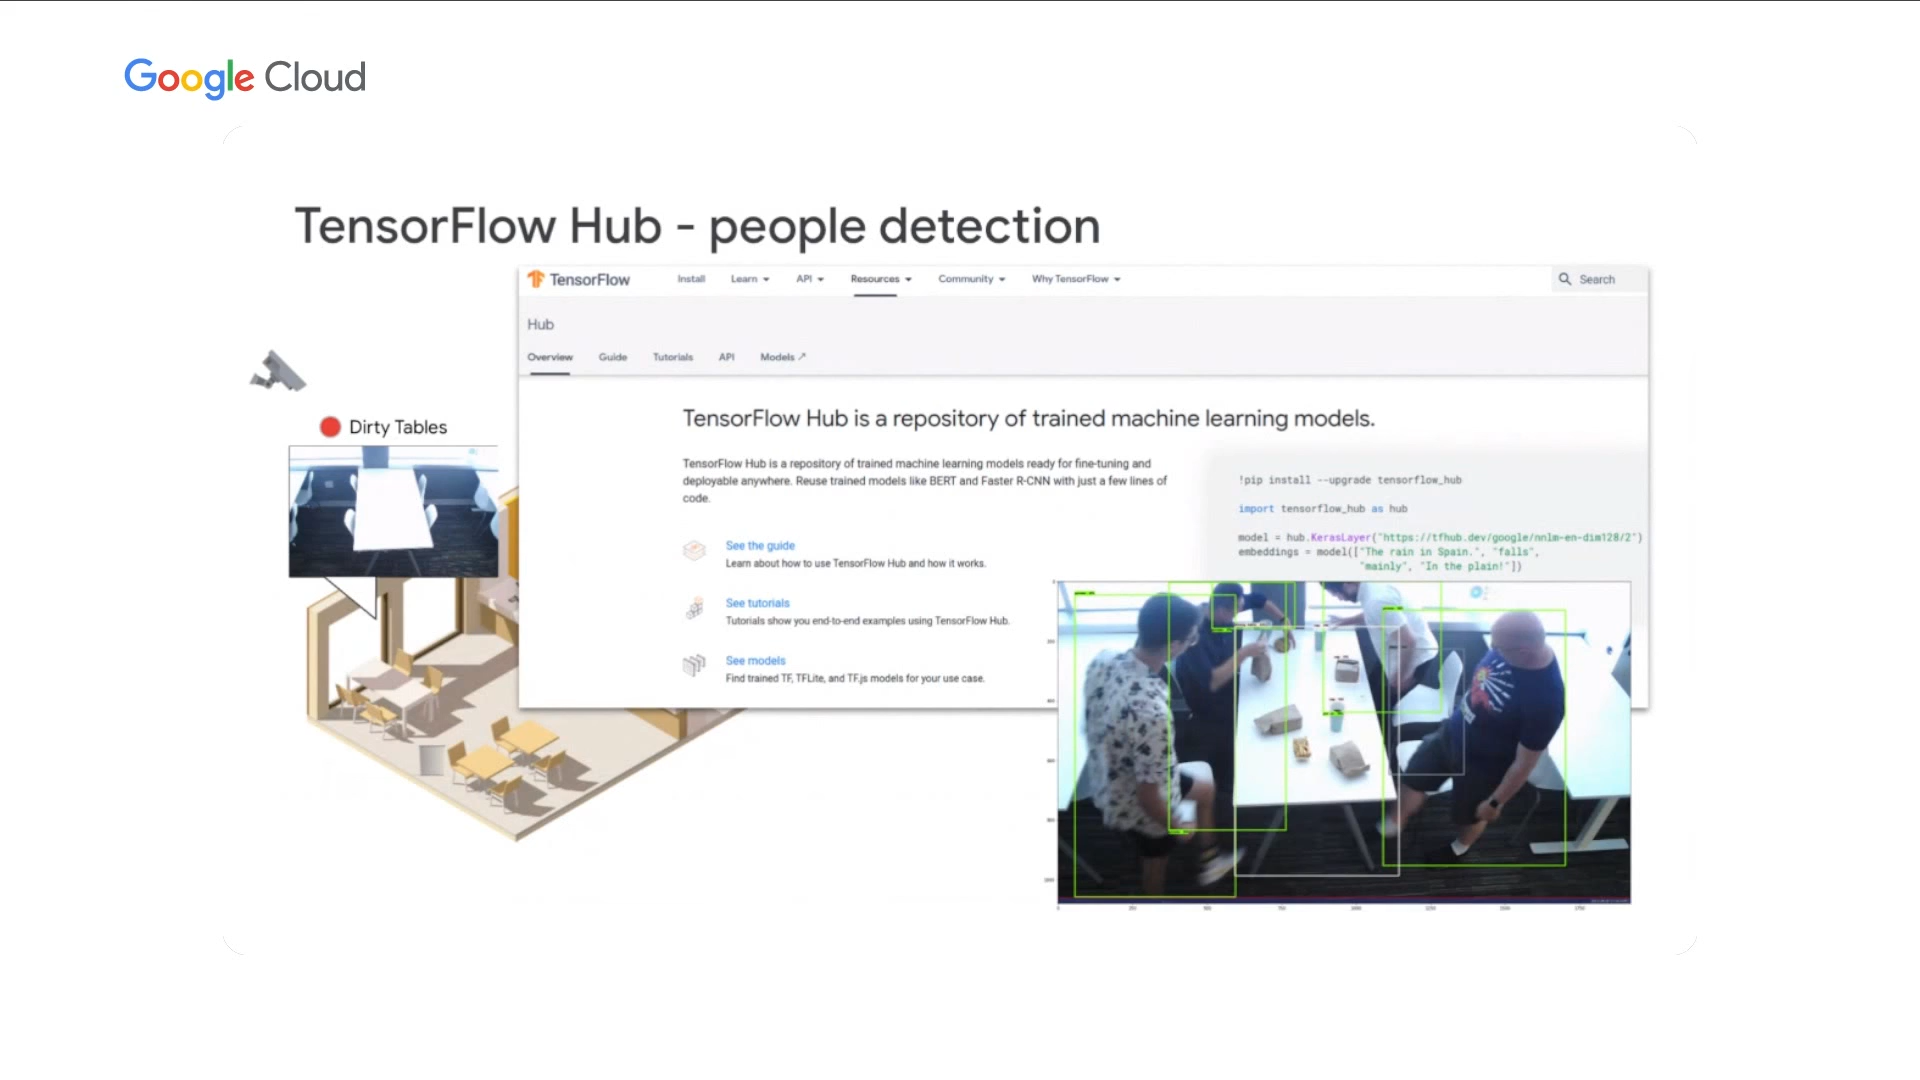 Google Cloud
TensorFlow Hub - people detection
TensorFlow
Install
Learn
API
Resources
Community
Why TensorFlow
Search
Hub
Overview
Guide
Tutorials
API
Models
Dirty Tables
TensorFlow Hub is a repository of trained machine learning models.
TensorFlow Hub is a repository of trained machine learning models ready for fine-tuning and
deployable anywhere. Reuse trained models like BERT and Faster R-CNN with just a few lines of
code.
See the guide
Learn about how to use TensorFlow Hub and how it works.
See tutorials
Tutorials show you end-to-end examples using TensorFlow Hub.
See models
Find trained TF, TFLite, and TF.js models for your use case.
!pip install --upgrade tensorflow_hub
import tensorflow_hub as hub
model = hub.KerasLayer("https://tfhub.dev/google/nnlm-en-dim128/2")
embeddings = model(["The rain in Spain.", "falls",
"mainly", "In the plain!"])